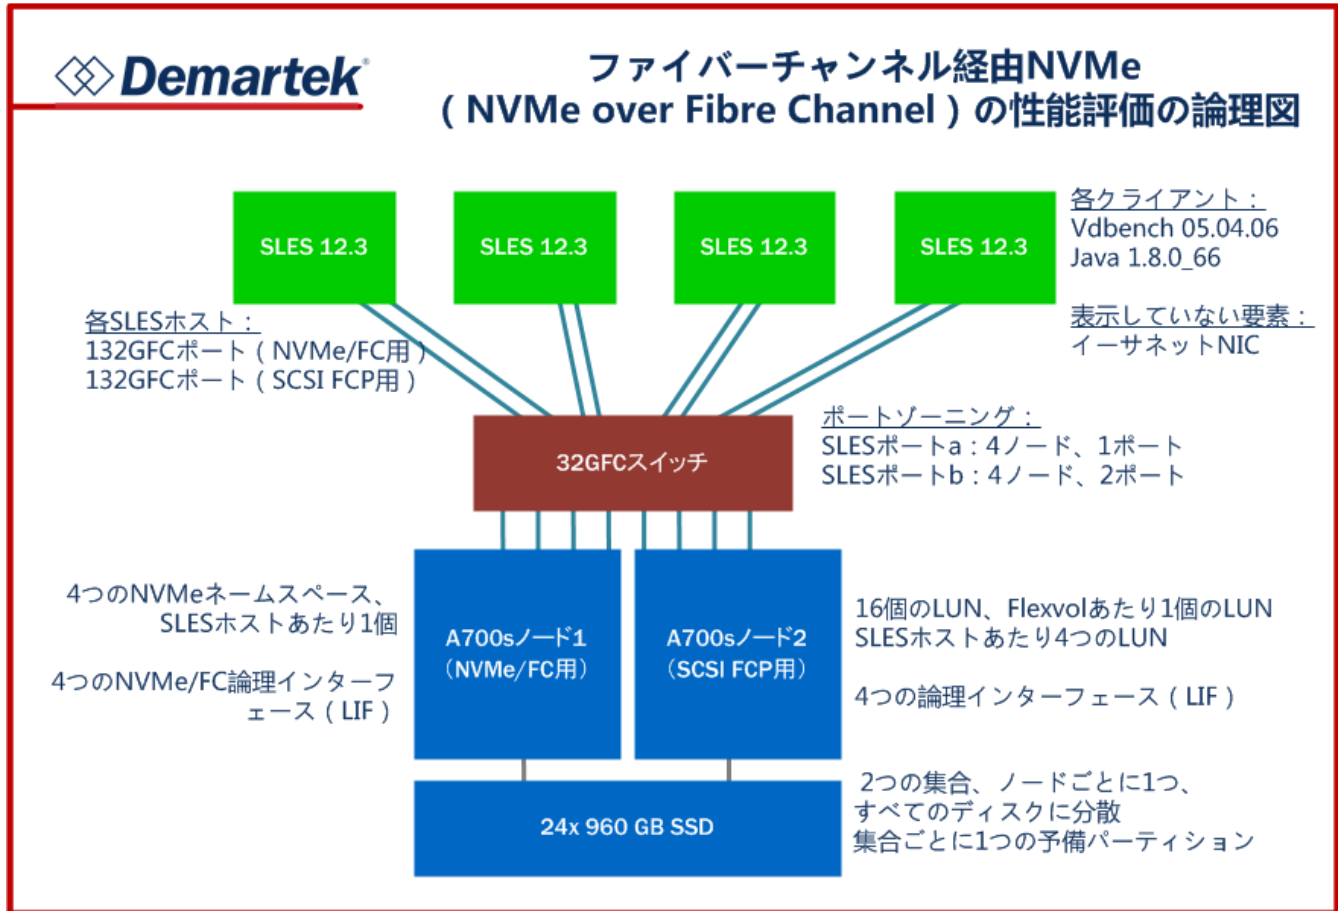 Demartek®
ファイバーチャンネル経由NVMe
( NVMe over Fibre Channel ) の性能評価の論理図
SLES 12.3
SLES 12.3
SLES 12.3
SLES 12.3
各クライアント：
Vdbench 05.04.06
Java 1.8.0_66
表示していない要素：
イーサネットNIC
各SLESホスト：
132GFCポート ( NVMe/FC用 )
132GFCポート ( SCSI FCP用 )
32GFCスイッチ
ポートゾーニング：
SLESポートa：4ノード、1ポート
SLESポートb：4ノード、2ポート
4つのNVMeネームスペース、
SLESホストあたり1個
4つのNVMe/FC論理インターフ
ェース ( LIF )
A700sノード1
（NVMe/FC用）
A700sノード2
（SCSI FCP用）
16個のLUN、Flexvolあたり1個のLUN
SLESホストあたり4つのLUN
4つの論理インターフェース ( LIF )
24x 960 GB SSD
2つの集合、ノードごとに1つ、
すべてのディスクに分散
集合ごとに1つの予備パーティション